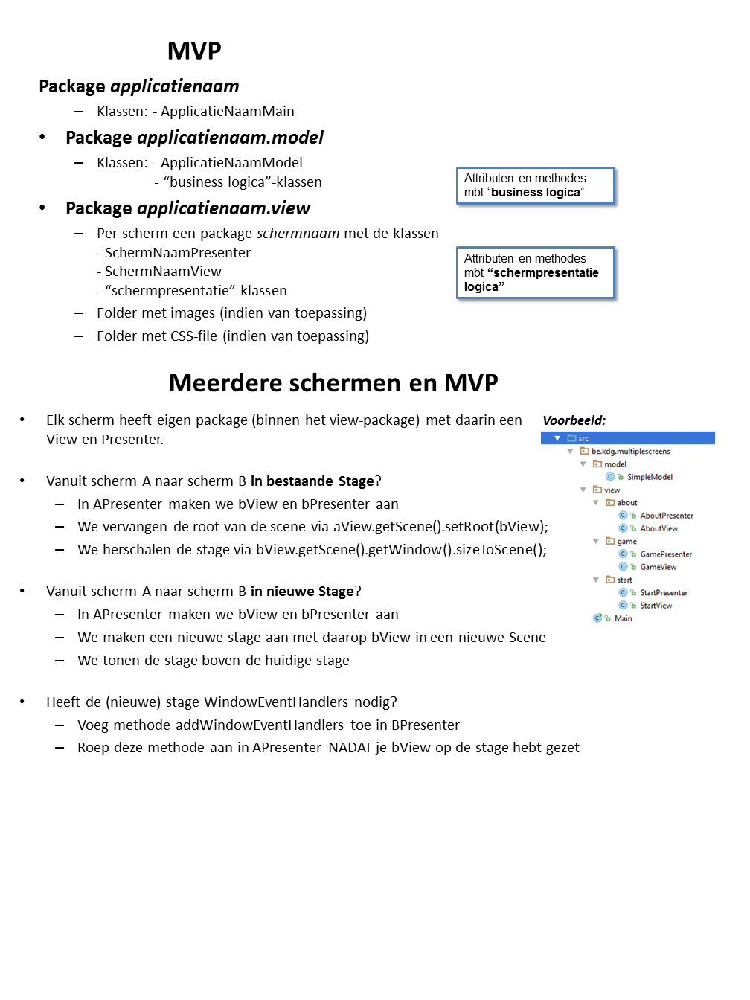 MVP
Package applicatienaam
– Klassen: - ApplicatieNaamMain
• Package applicatienaam.model
– Klassen: - ApplicatieNaamModel
- “business logica”-klassen
Attributen en methodes
mbt “business logica”
• Package applicatienaam.view
– Per scherm een package schermnaam met de klassen
- SchermNaamPresenter
- SchermNaamView
- “schermpresentatie”-klassen
Attributen en methodes
mbt “schermpresentatie
logica”
– Folder met images (indien van toepassing)
– Folder met CSS-file (indien van toepassing)
Meerdere schermen en MVP
• Elk scherm heeft eigen package (binnen het view-package) met daarin een
View en Presenter.
• Vanuit scherm A naar scherm B in bestaande Stage?
– In APresenter maken we bView en bPresenter aan
– We vervangen de root van de scene via aView.getScene().setRoot(bView);
– We herschalen de stage via bView.getScene().getWindow().sizeToScene();
• Vanuit scherm A naar scherm B in nieuwe Stage?
– In APresenter maken we bView en bPresenter aan
– We maken een nieuwe stage aan met daarop bView in een nieuwe Scene
– We tonen de stage boven de huidige stage
• Heeft de (nieuwe) stage WindowEventHandlers nodig?
– Voeg methode addWindowEventHandlers toe in BPresenter
– Roep deze methode aan in APresenter NADAT je bView op de stage hebt gezet
Voorbeeld:
src
be.kdg.multiplescreens
model
SimpleModel
view
about
AboutPresenter
AboutView
game
GamePresenter
GameView
start
StartPresenter
StartView
Main